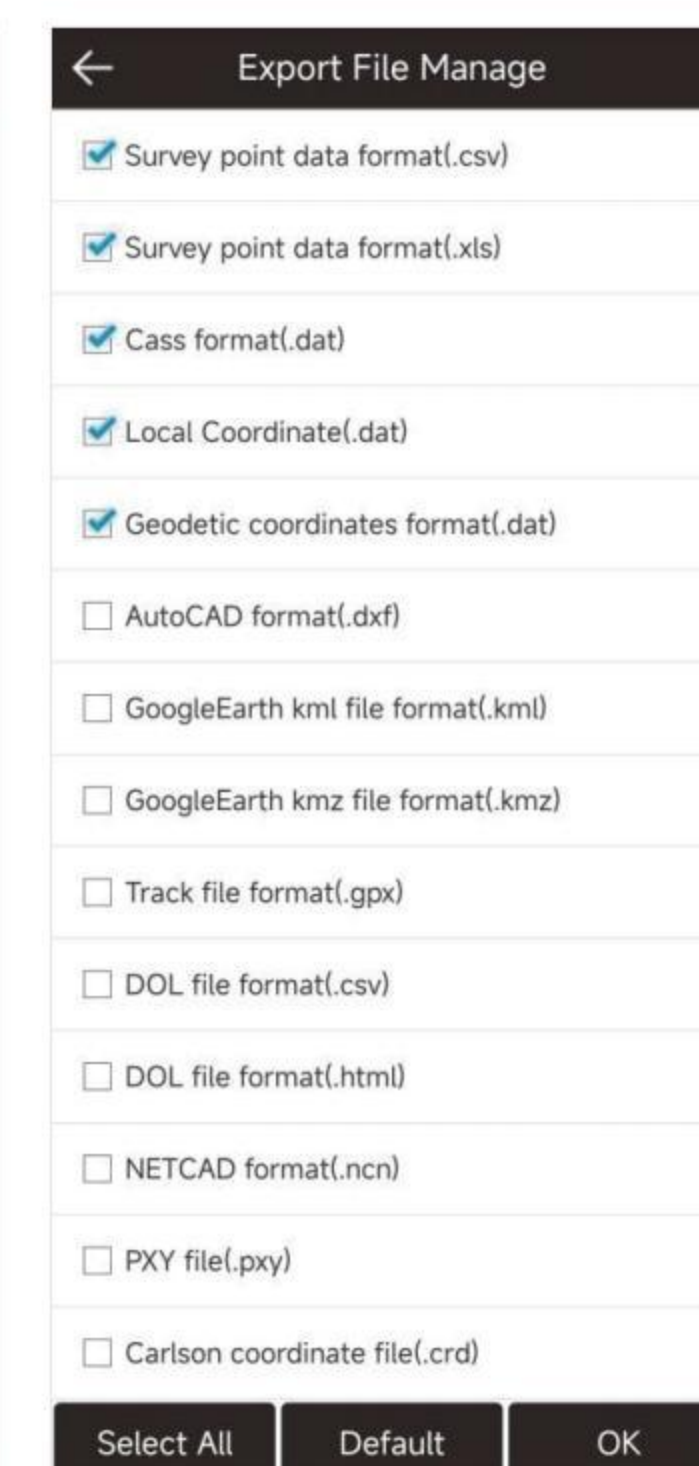 Export File Manage
Survey point data format(.csv)
Survey point data format(.xls)
Cass format(.dat)
Local Coordinate(.dat)
Geodetic coordinates format(.dat)
AutoCAD format(.dxf)
GoogleEarth kml file format(.kml)
GoogleEarth kmz file format(.kmz)
Track file format(.gpx)
DOL file format(.csv)
DOL file format(.html)
NETCAD format(.ncn)
PXY file(.pxy)
Carlson coordinate file(.crd)
Select All Default OK